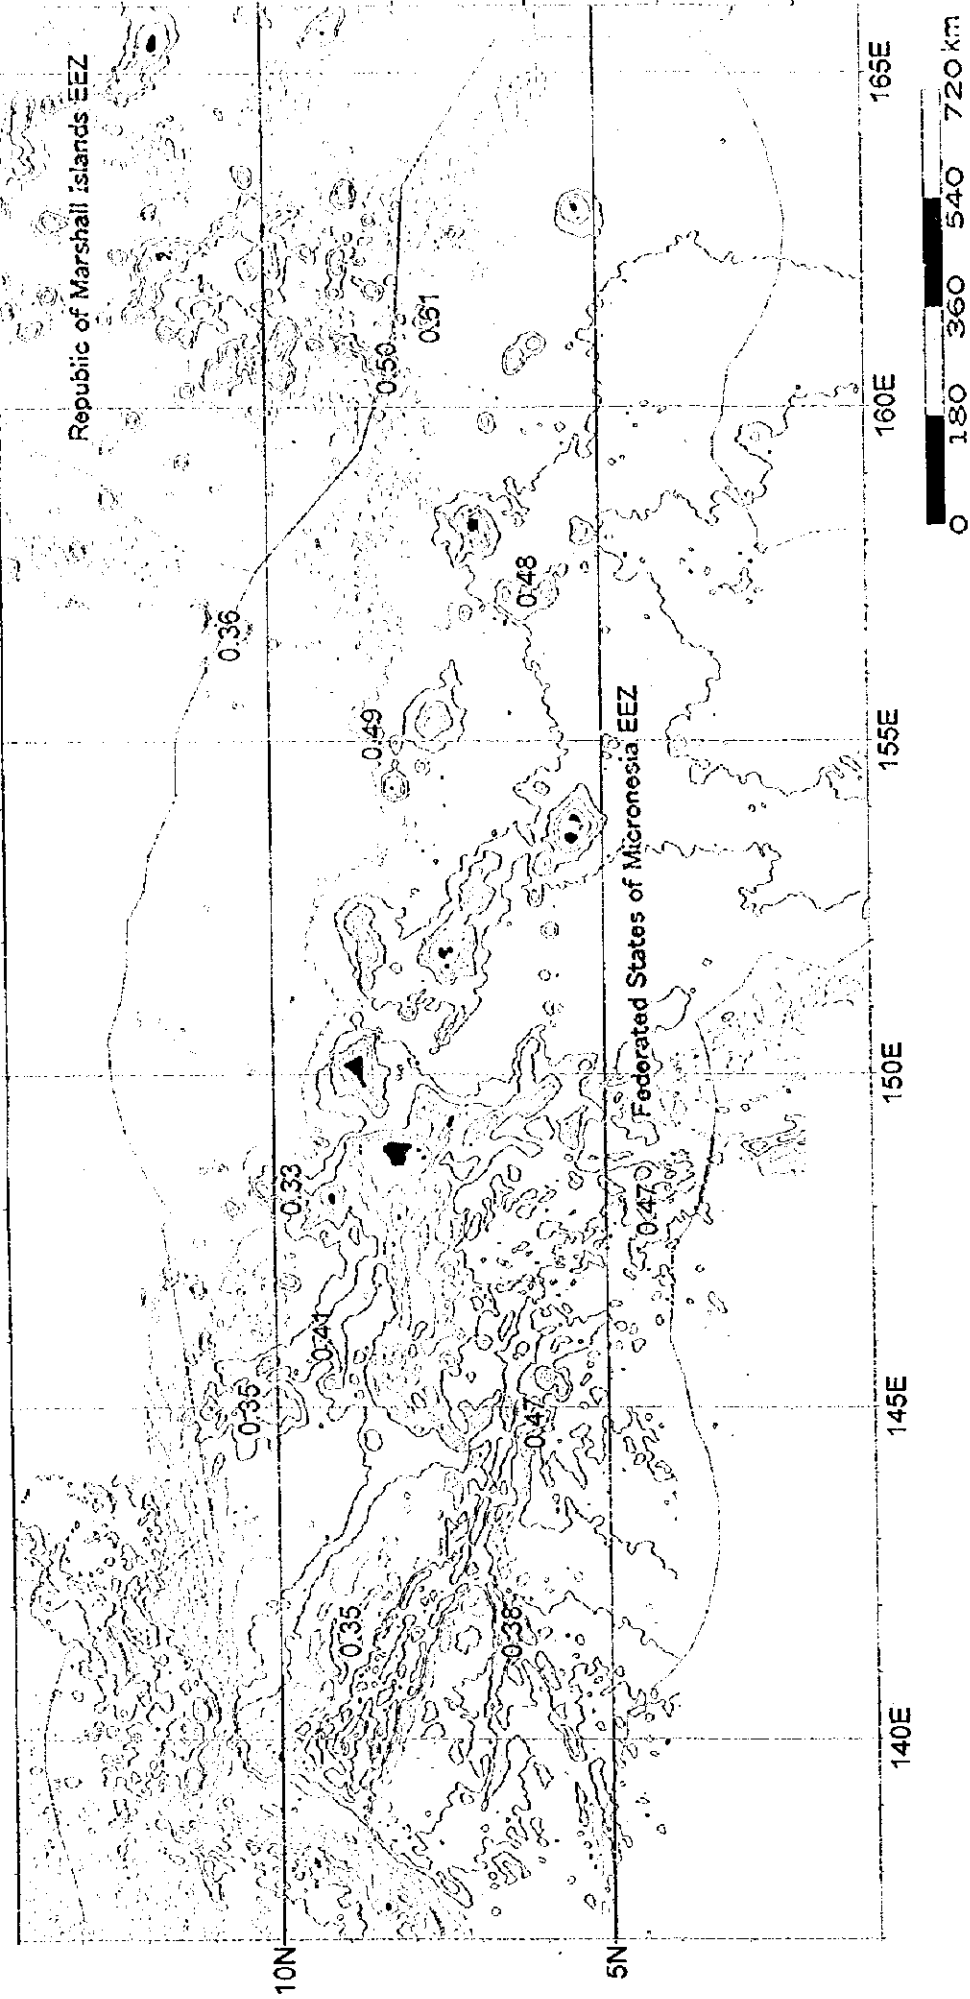 Republic of Marshall Islands EEZ
0.36
0.33
0.35
0.41
0.49
0.50
0.51
0.35
0.48
0.38
0.47
0.47
Federated States of Micronesia EEZ
10N
5N
140E
145E
150E
155E
160E
165E
0 180 360 540 720 km